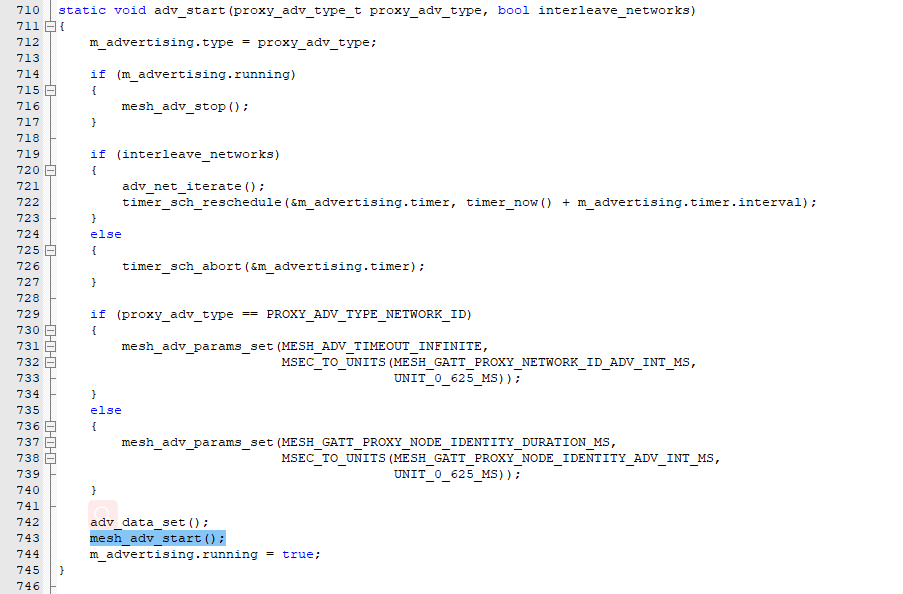 710 static void adv_start(proxy_adv_type_t proxy_adv_type, bool interleave_networks)
711 {
712     m_advertising.type = proxy_adv_type;
713
714     if (m_advertising.running)
715     {
716         mesh_adv_stop();
717     }
718
719     if (interleave_networks)
720     {
721         adv_net_iterate();
722         timer_sch_reschedule(&m_advertising.timer, timer_now() + m_advertising.timer.interval);
723     }
724     else
725     {
726         timer_sch_abort(&m_advertising.timer);
727     }
728
729     if (proxy_adv_type == PROXY_ADV_TYPE_NETWORK_ID)
730     {
731         mesh_adv_params_set(MESH_ADV_TIMEOUT_INFINITE,
732                             MSEC_TO_UNITS(MESH_GATT_PROXY_NETWORK_ID_ADV_INT_MS,
733                                           UNIT_0_625_MS));
734     }
735     else
736     {
737         mesh_adv_params_set(MESH_GATT_PROXY_NODE_IDENTITY_DURATION_MS,
738                             MSEC_TO_UNITS(MESH_GATT_PROXY_NODE_IDENTITY_ADV_INT_MS,
739                                           UNIT_0_625_MS));
740     }
741
742     adv_data_set();
743     mesh_adv_start();
744     m_advertising.running = true;
745 }
746